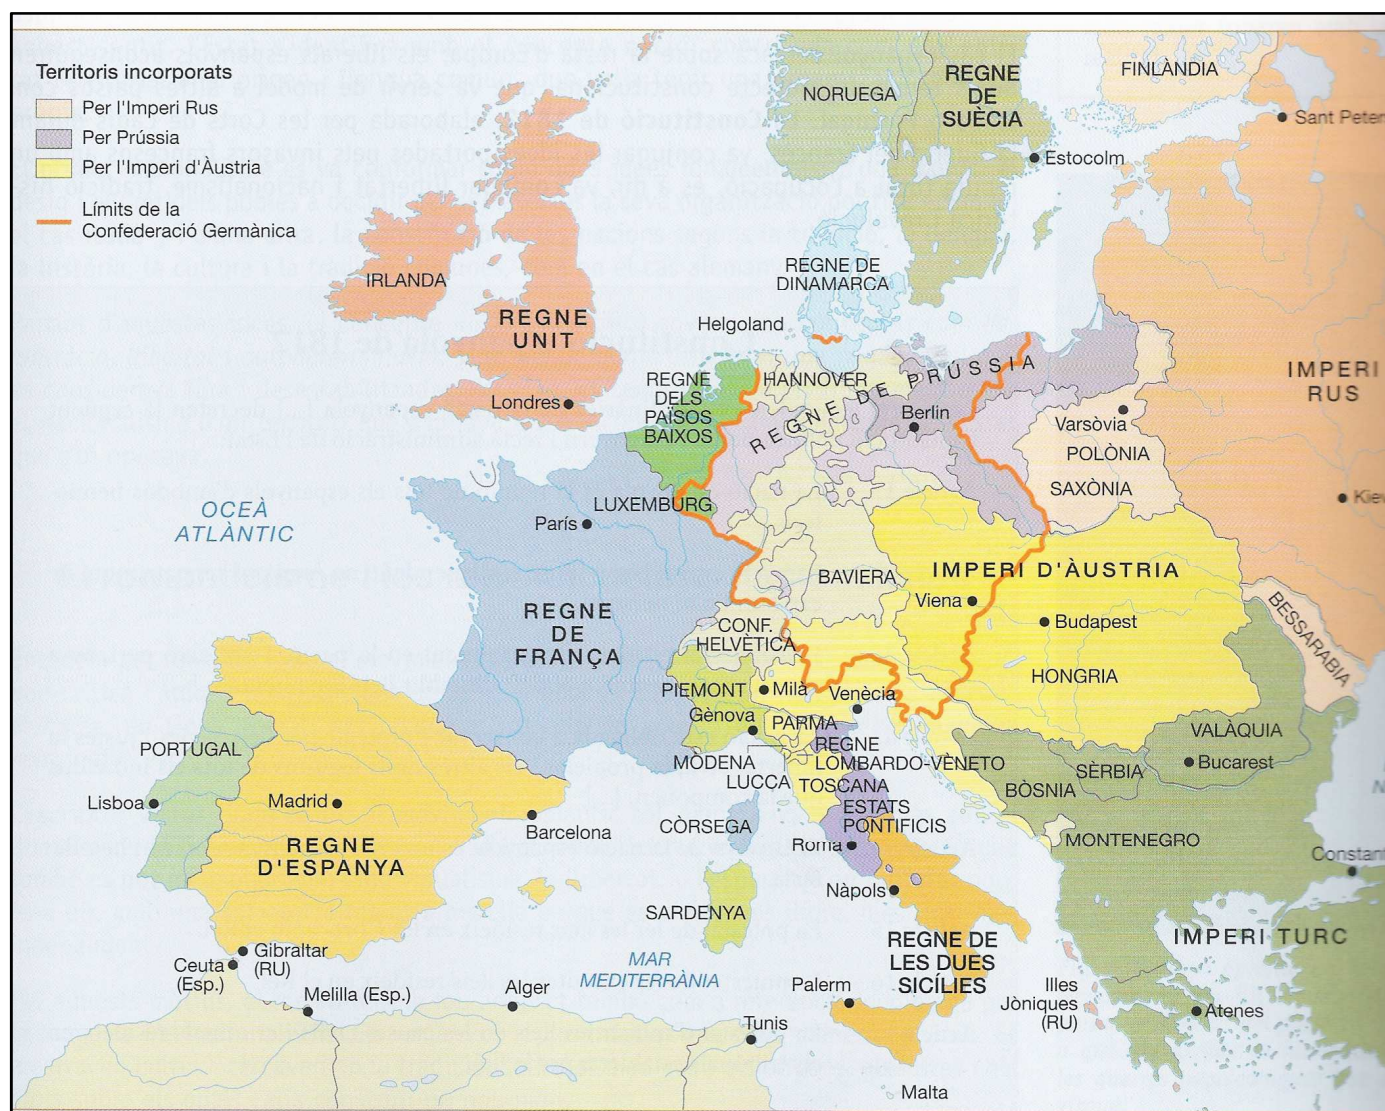 Territoris incorporats
Per l'Imperi Rus
Per Prússia
Per l'Imperi d'Àustria
Límits de la
Confederació Germànica
NORUEGA
REGNE
DE
SUÈCIA
FINLÀNDIA
Sant Peter
Estocolm
IRLANDA
REGNE
UNIT
Londres
REGNE DE
DINAMARCA
Helgoland
REGNE
DELS
PAÏSOS
BAIXOS
HANNOVER
REGNE DE PRÚSSIA
Berlín
IMPERI
RUS
Varsòvia
POLÒNIA
SAXÒNIA
Kiev
LUXEMBURG
OCEÀ
ATLÀNTIC
París
BAVIERA
IMPERI D'ÀUSTRIA
Viena
Budapest
BESSARABIA
REGNE
DE
FRANÇA
CONF.
HELVÈTICA
HONGRIA
PIEMONT
Milà
Venècia
Gènova
PARMA
VALÀQUIA
Bucarest
PORTUGAL
MÒDENA
LUCCA
REGNE
LOMBARDO-VÈNETO
TOSCANA
BÒSNIA
SÈRBIA
Lisboa
Madrid
Barcelona
CÒRSEGA
ESTATS
PONTIFICIS
Roma
MONTENEGRO
Constant
REGNE
D'ESPANYA
Nàpols
SARDENYA
IMPERI TURC
REGNE DE
LES DUES
SICÍLIES
Gibraltar
(RU)
Ceuta
(Esp.)
Melilla (Esp.)
Alger
MAR
MEDITERRÀNIA
Palerm
Tunis
Illes
Jòniques
(RU)
Atenes
Malta